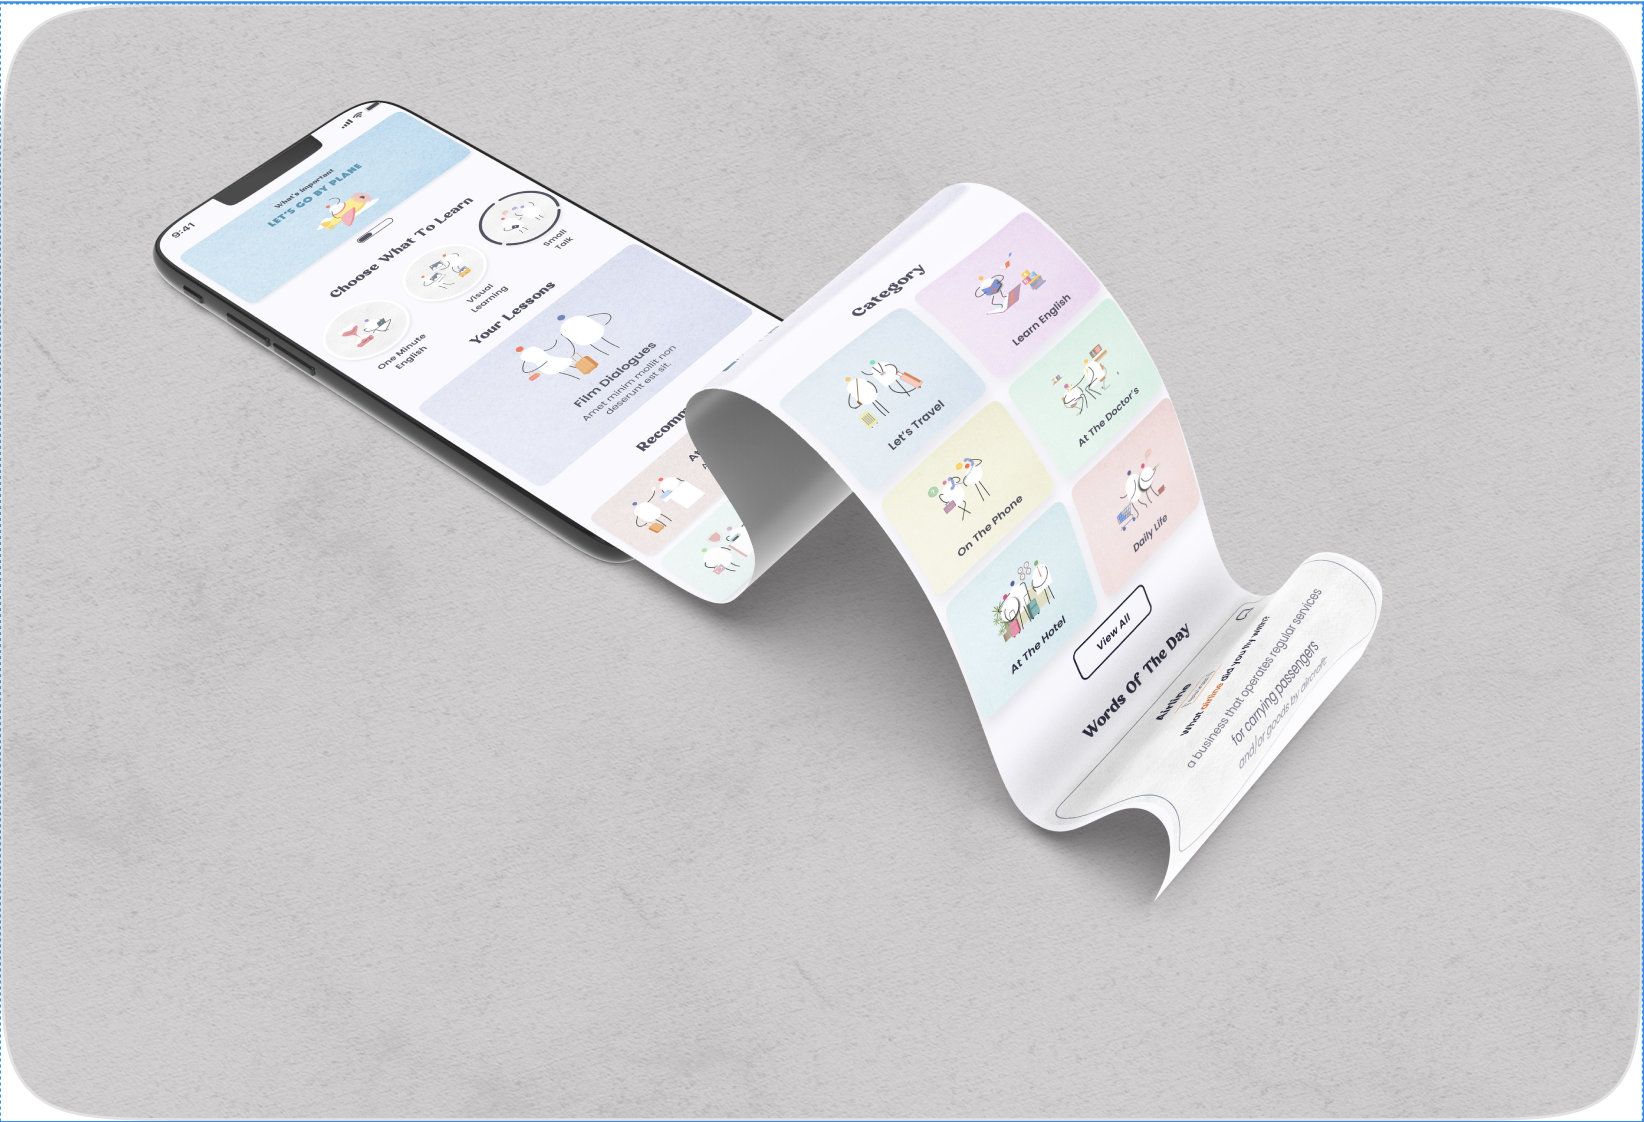 9:41
What's Important
LET'S GO BY PLANE
Choose What To Learn
One Minute
English
Visual
Learning
Small
Talk
Your Lessons
Film Dialogues
Amet minim mollit non
deserunt est sit.
Category
Let's Travel
Learn English
On The Phone
At The Doctor's
At The Hotel
Daily Life
View All
Words Of The Day
Airline
What airline did you fly with?
a business that operates regular services
for carrying passengers
and/or goods by aircraft.